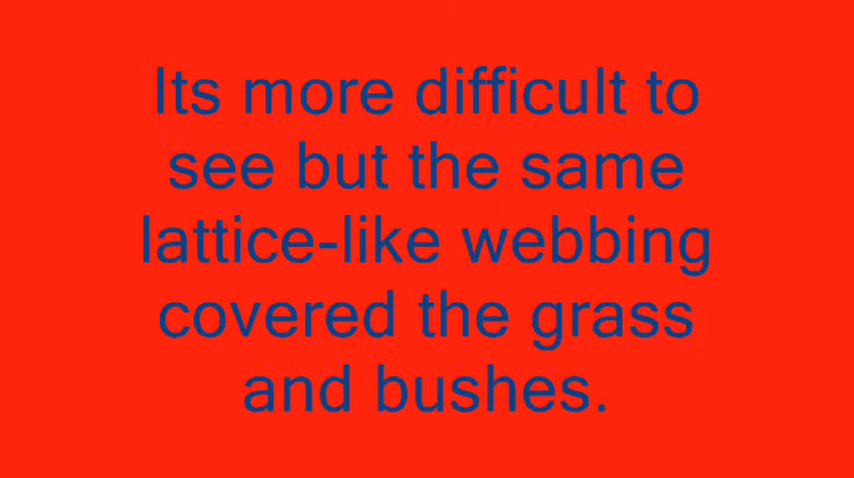 Its more difficult to
see but the same
lattice-like webbing
covered the grass
and bushes.